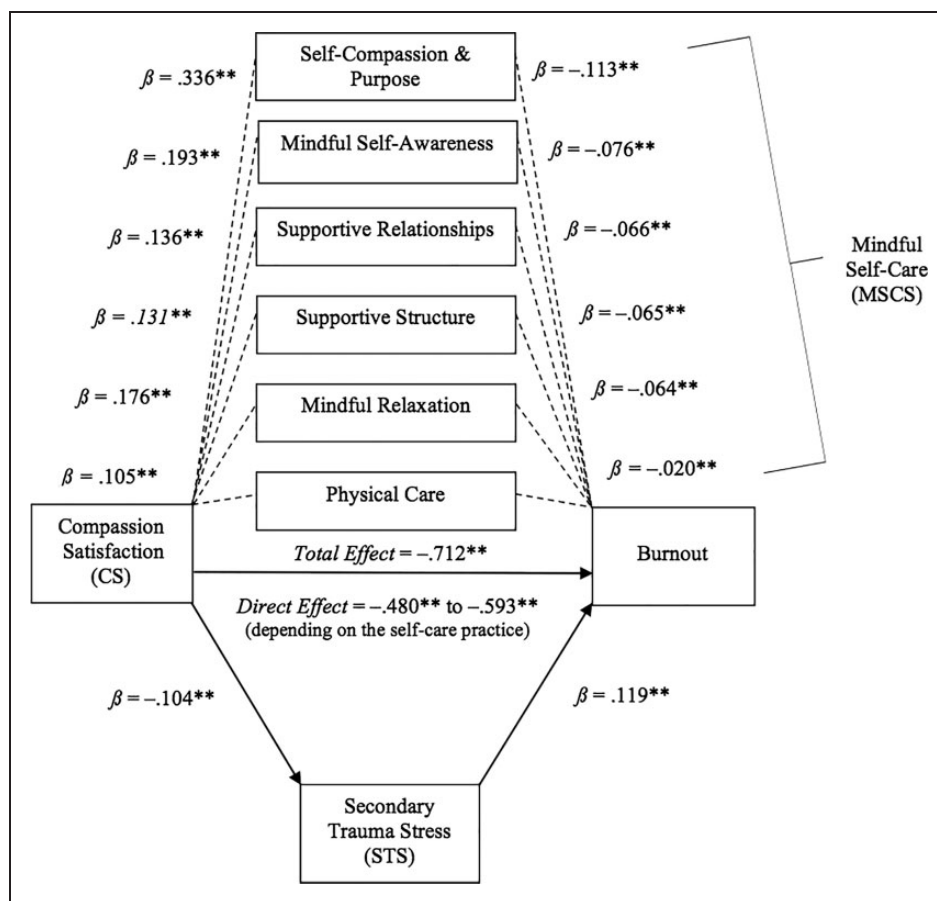 Self-Compassion &
Purpose
β = .336**
β = –.113**
Mindful Self-Awareness
β = .193**
β = –.076**
Supportive Relationships
β = .136**
β = –.066**
Mindful
Self-Care
(MSCS)
Supportive Structure
β = .131**
β = –.065**
Mindful Relaxation
β = .176**
β = –.064**
β = .105**
β = –.020**
Physical Care
Compassion
Satisfaction
(CS)
Total Effect = –.712**
Burnout
Direct Effect = –.480** to –.593**
(depending on the self-care practice)
β = –.104**
β = .119**
Secondary
Trauma Stress
(STS)